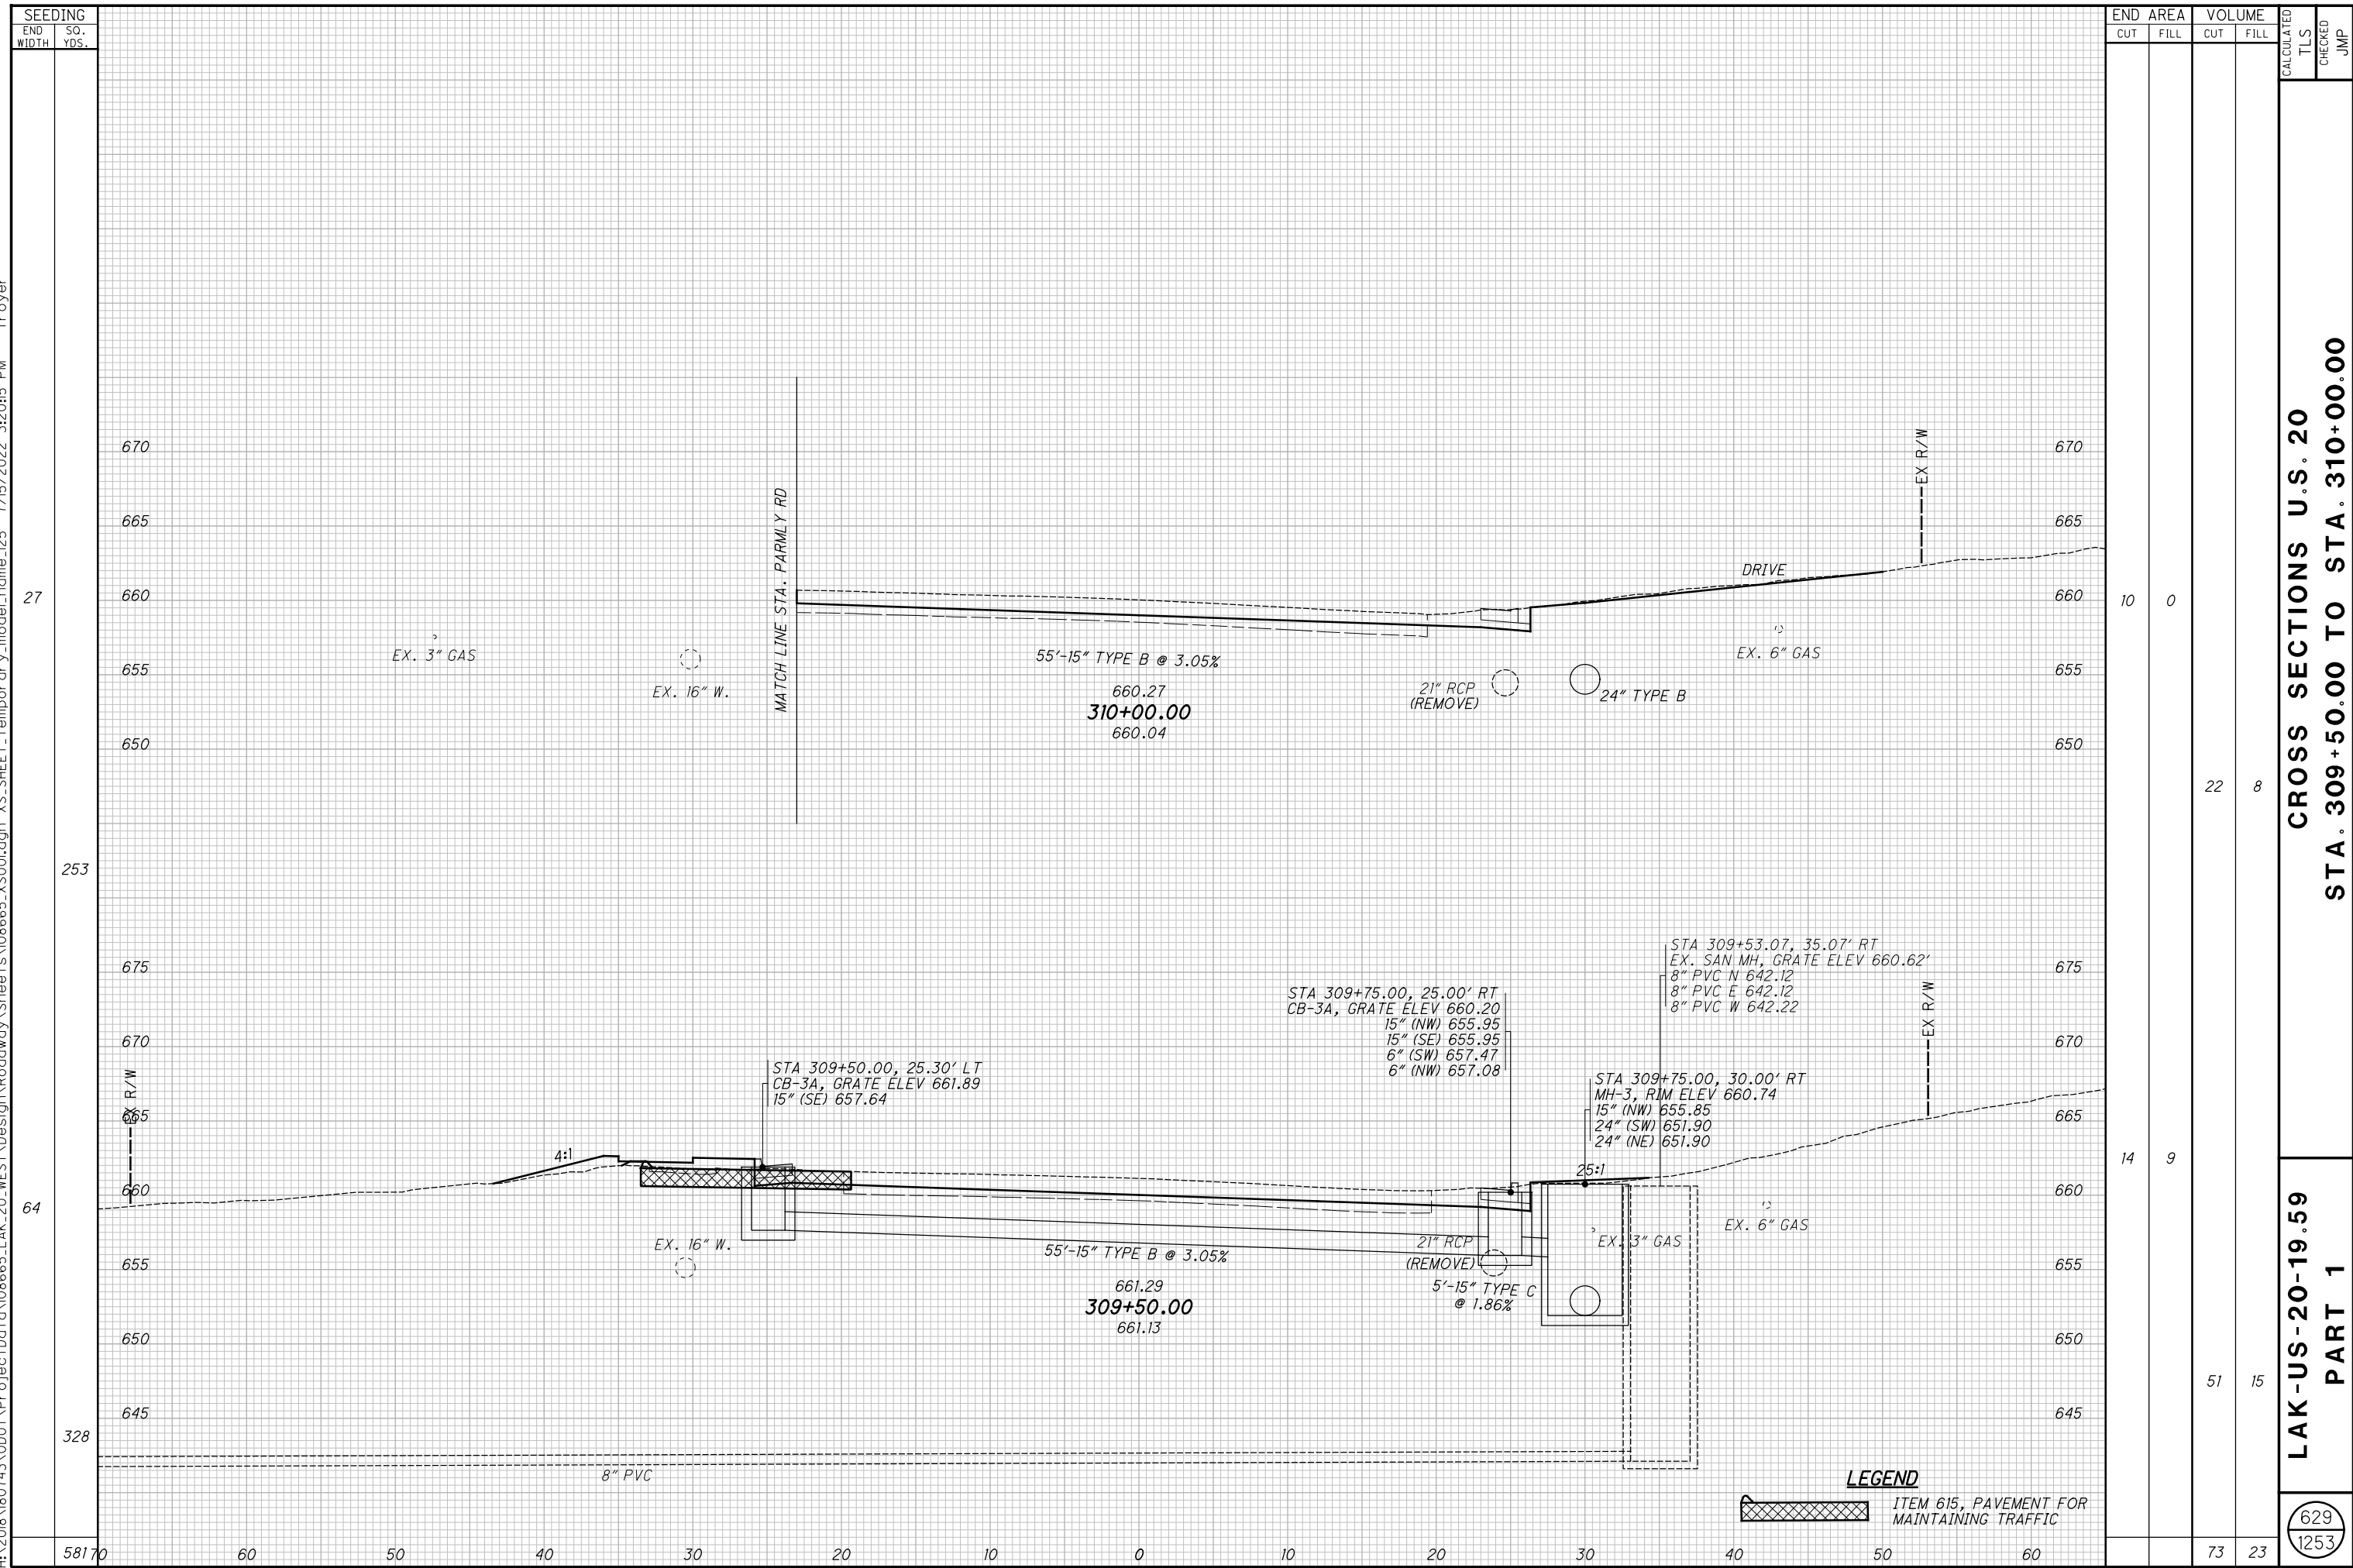 SEEDING
END WIDTH
SQ. YDS.
END AREA
VOLUME
CUT
FILL
CUT
FILL
CALCULATED
TLS
CHECKED
JMP
CROSS SECTIONS U.S. 20
STA. 309+50.00 TO STA. 310+00.00
670
665
660
655
650
670
665
660
655
650
27
10
0
MATCH LINE STA. PARMLY RD
EX R/W
DRIVE
EX. 3" GAS
EX. 16" W.
55'-15" TYPE B @ 3.05%
660.27
310+00.00
660.04
21" RCP
(REMOVE)
24" TYPE B
EX. 6" GAS
22
8
253
675
670
665
660
655
650
645
675
670
665
660
655
650
645
STA 309+53.07, 35.07' RT
EX. SAN MH, GRATE ELEV 660.62'
8" PVC N 642.12
8" PVC E 642.12
8" PVC W 642.22
STA 309+75.00, 25.00' RT
CB-3A, GRATE ELEV 660.20
15" (NW) 655.95
15" (SE) 655.95
6" (SW) 657.47
6" (NW) 657.08
EX R/W
STA 309+50.00, 25.30' LT
CB-3A, GRATE ELEV 661.89
15" (SE) 657.64
STA 309+75.00, 30.00' RT
MH-3, RIM ELEV 660.74
15" (NW) 655.85
24" (SW) 651.90
24" (NE) 651.90
EX R/W
4:1
25:1
64
14
9
EX. 16" W.
55'-15" TYPE B @ 3.05%
661.29
309+50.00
661.13
21" RCP
(REMOVE)
5'-15" TYPE C
@ 1.86%
EX. 3" GAS
EX. 6" GAS
51
15
328
8" PVC
LEGEND
ITEM 615, PAVEMENT FOR
MAINTAINING TRAFFIC
LAK-US-20-19.59
PART 1
629
1253
581
70 60 50 40 30 20 10 0 10 20 30 40 50 60
73
23